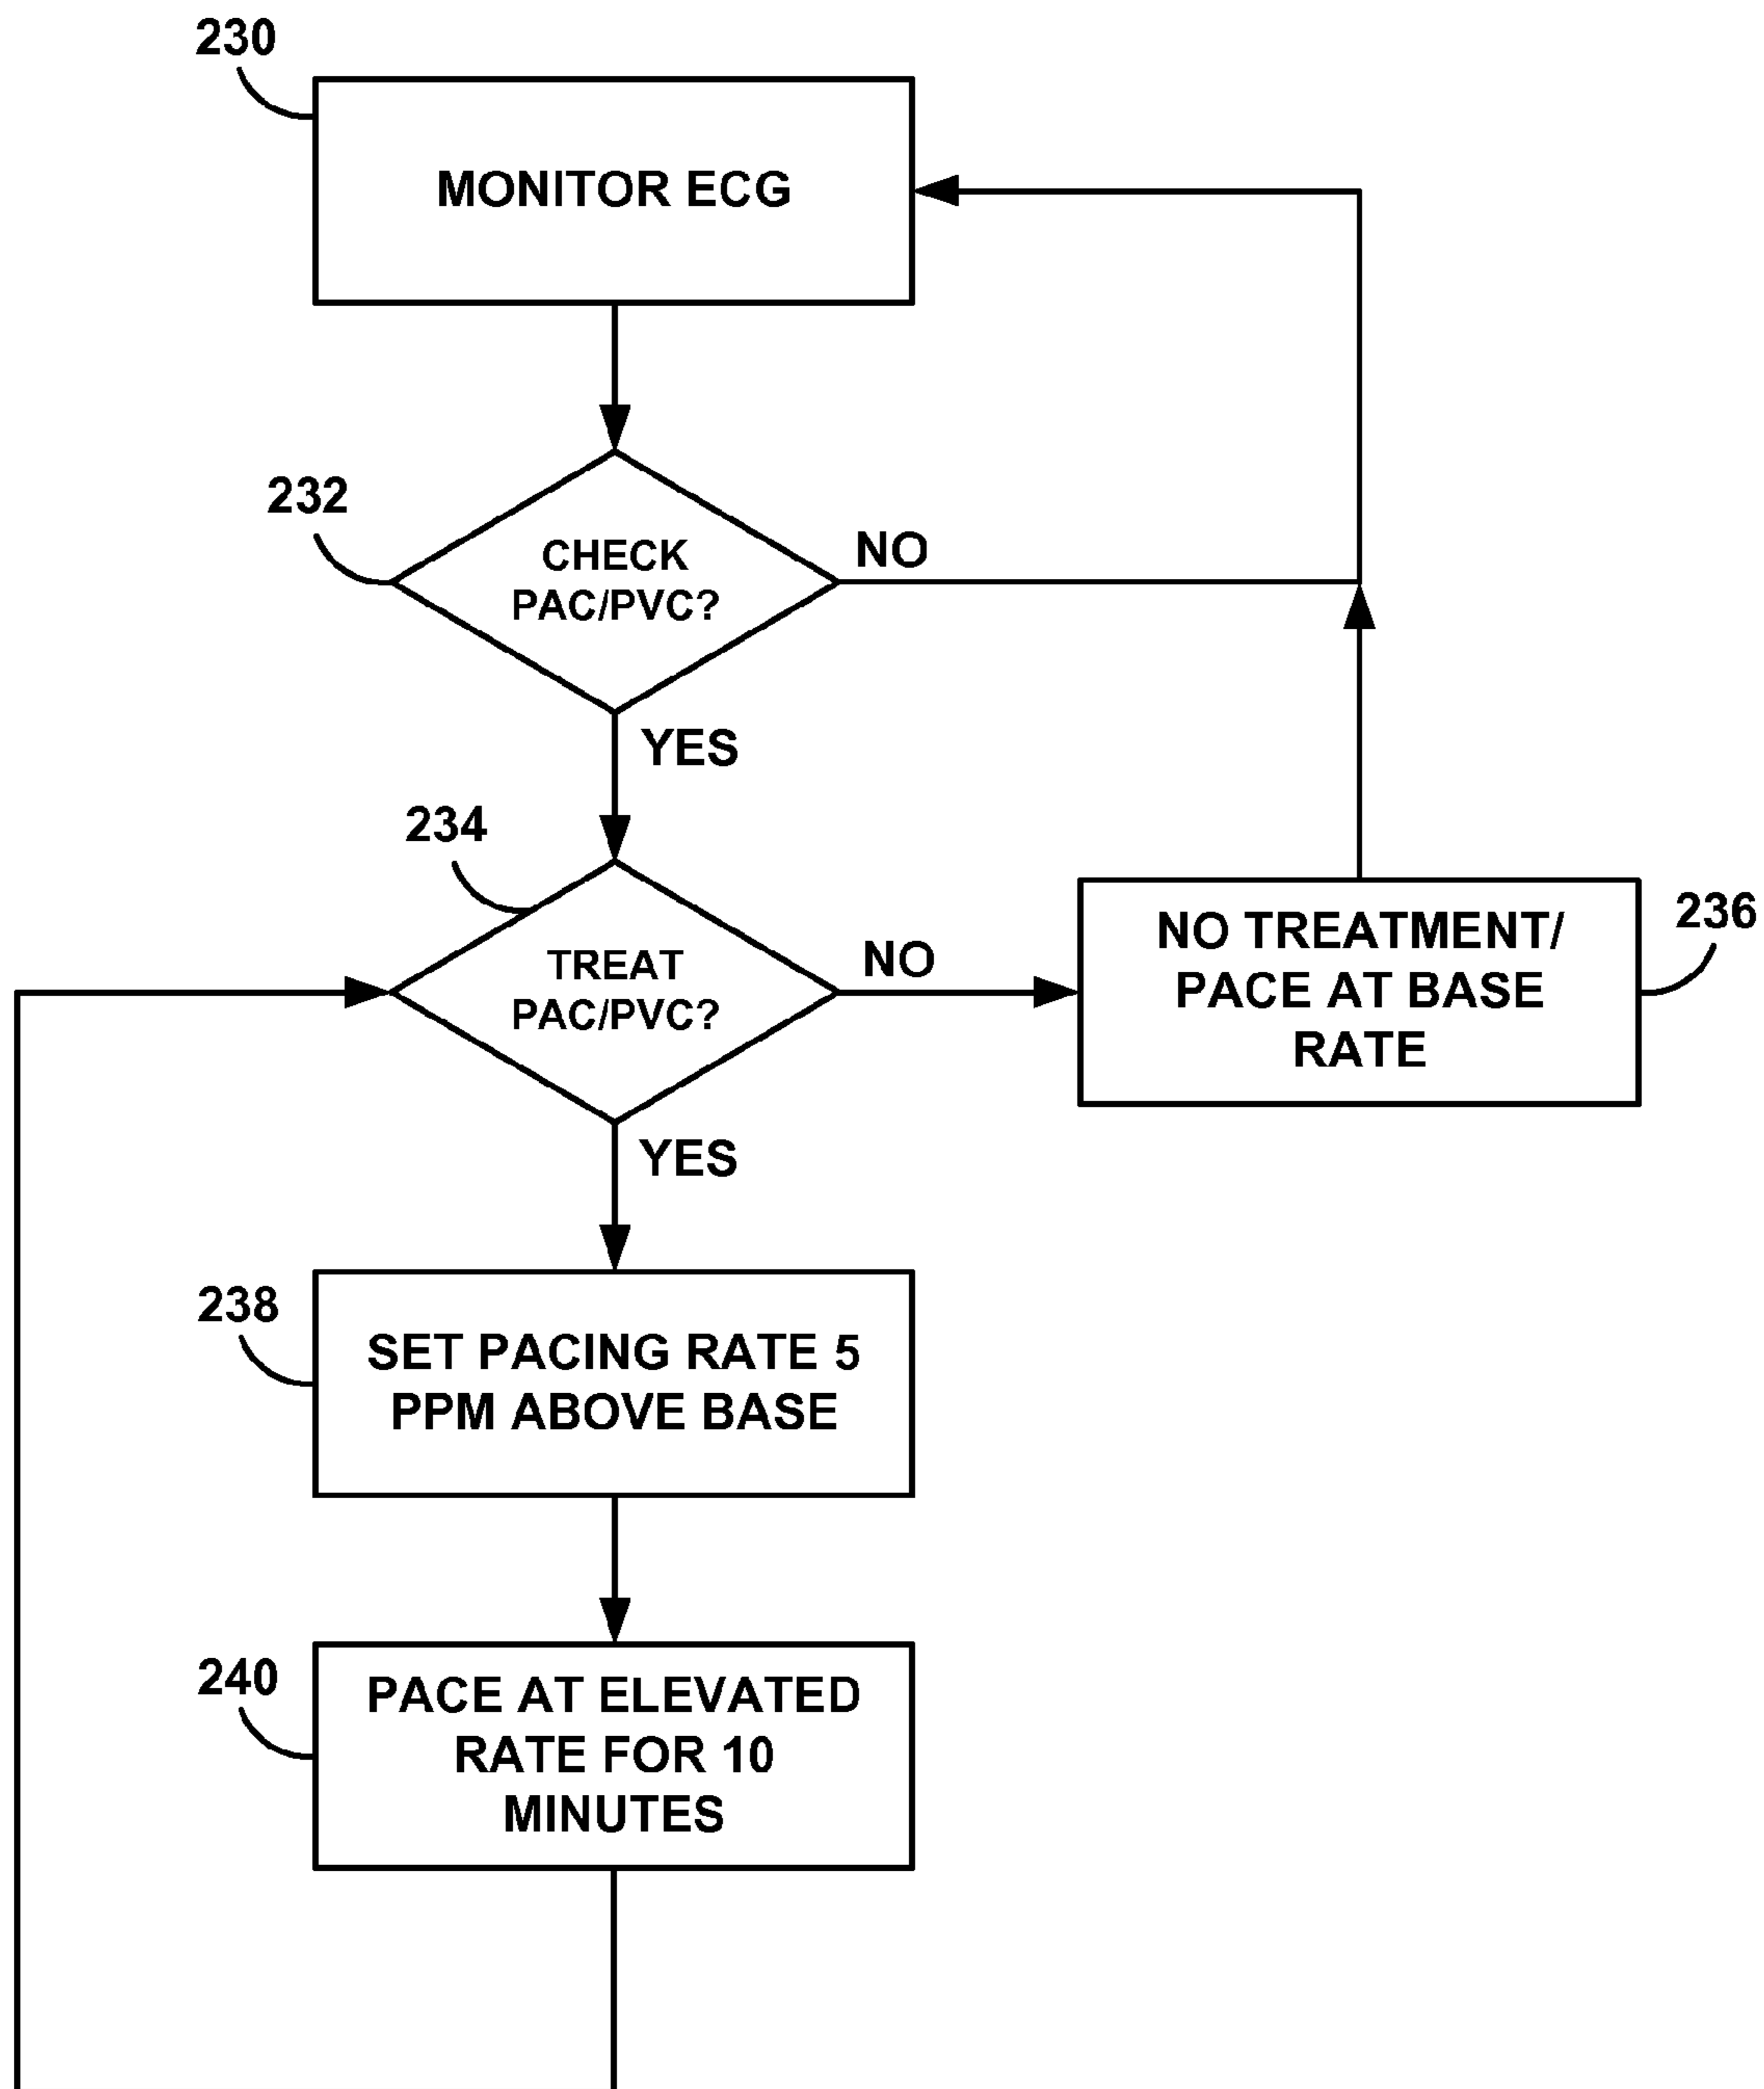 230
MONITOR ECG
232
CHECK
PAC/PVC?
NO
YES
234
TREAT
PAC/PVC?
NO
NO TREATMENT/
PACE AT BASE
RATE
236
YES
238
SET PACING RATE 5
PPM ABOVE BASE
240
PACE AT ELEVATED
RATE FOR 10
MINUTES